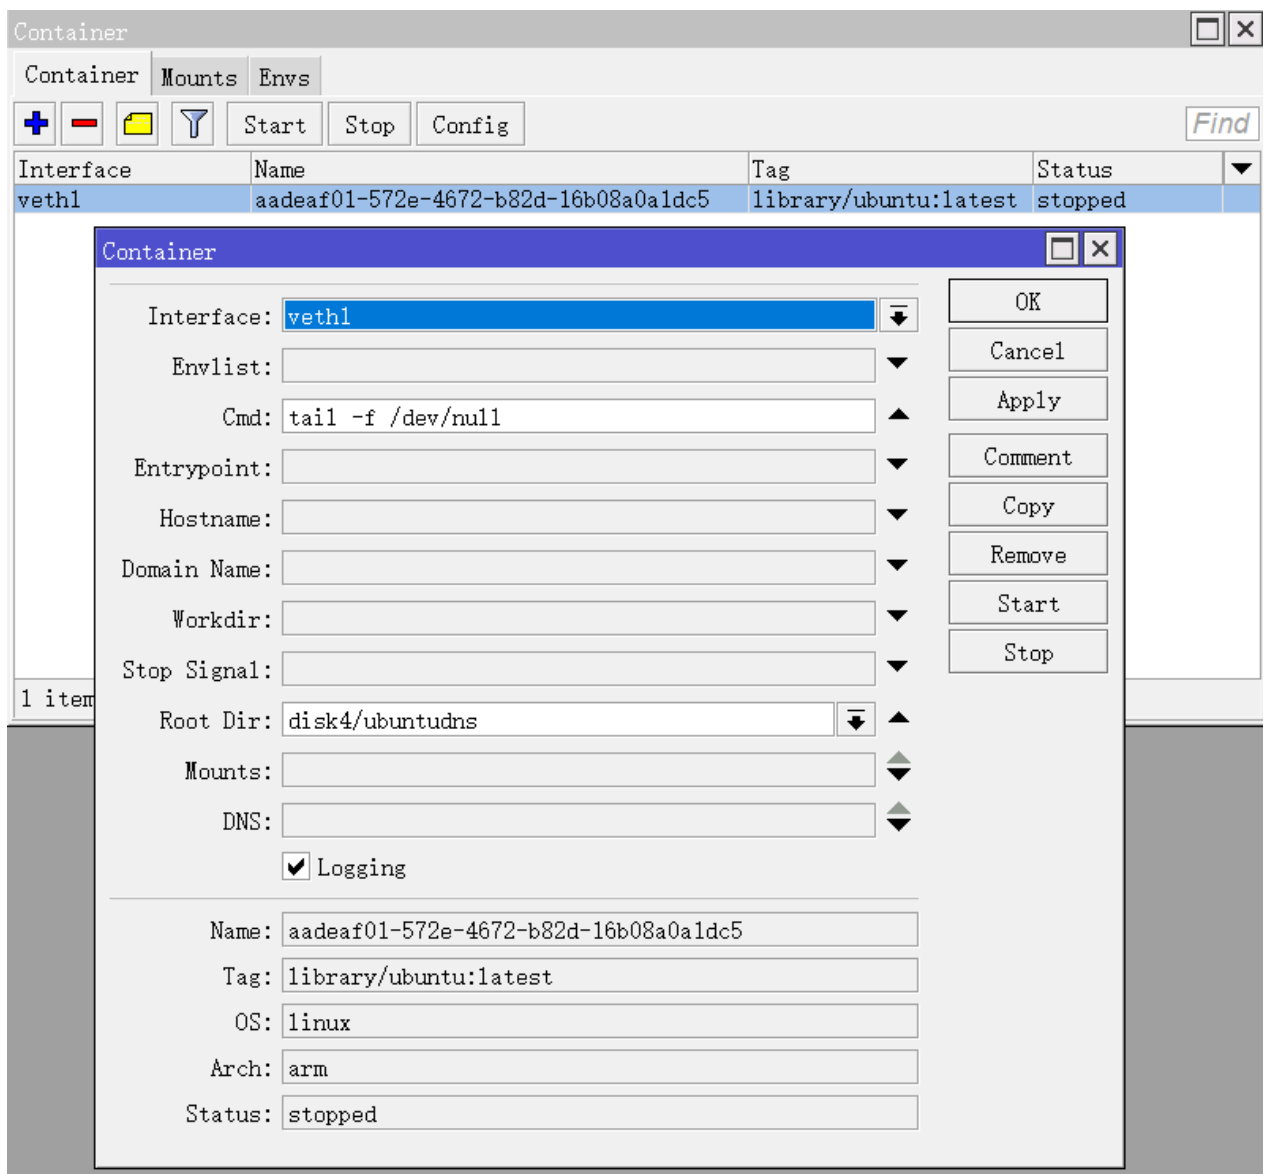 Container
Container Mounts Envs
Start Stop Config Find
Interface Name Tag Status
veth1 aadeaf01-572e-4672-b82d-16b08a0a1dc5 library/ubuntu:latest stopped
Container
Interface: veth1 OK
Envlist: Cancel
Cmd: tail -f /dev/null Apply
Entrypoint: Comment
Hostname: Copy
Domain Name: Remove
Workdir: Start
Stop Signal: Stop
1 item
Root Dir: disk4/ubuntudns
Mounts:
DNS:
Logging
Name: aadeaf01-572e-4672-b82d-16b08a0a1dc5
Tag: library/ubuntu:latest
OS: linux
Arch: arm
Status: stopped